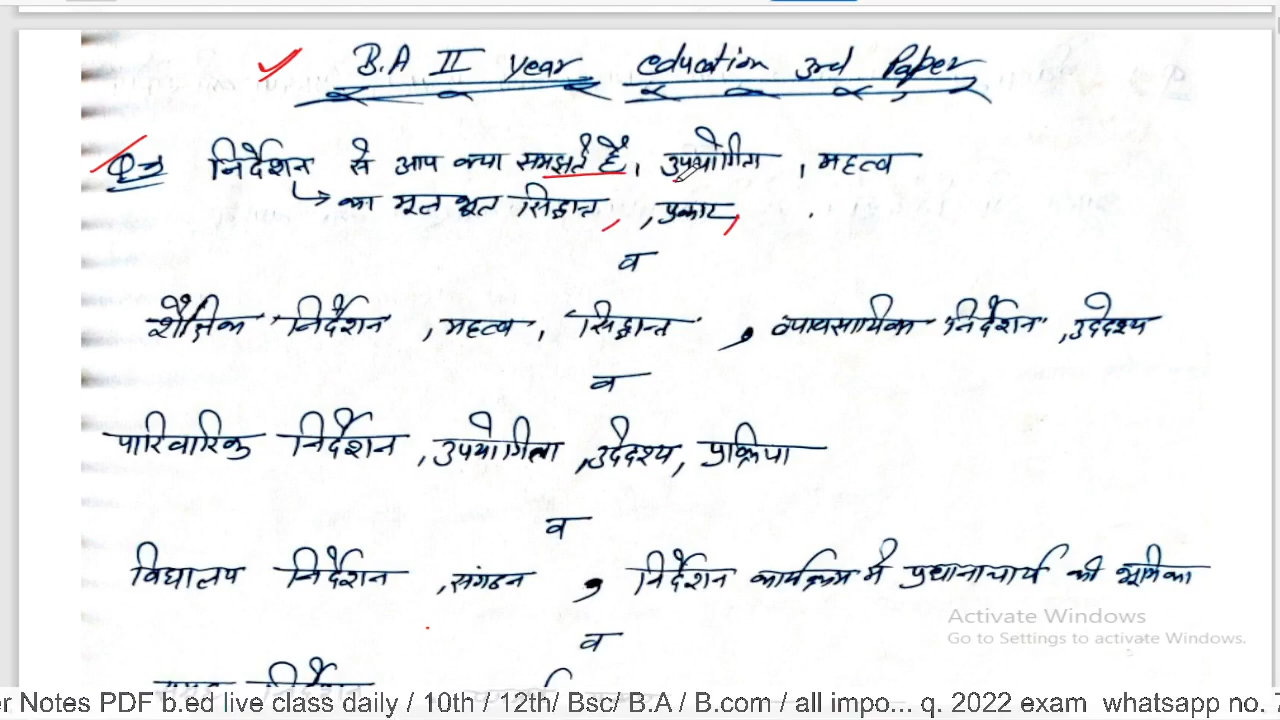 B.A II year education 3rd Paper
निर्देशन से आप क्या समझते हैं, उपयोगिता, महत्व
का मूल भूत सिद्धान्त, प्रकार,
व
शैक्षिक निर्देशन, महत्व, सिद्धान्त, व्यावसायिक निर्देशन, उद्देश्य
व
पारिवारिक निर्देशन, उपयोगिता, उद्देश्य, प्रक्रिया
व
विद्यालय निर्देशन, संगठन, निर्देशन कार्यक्रम मे प्रधानाचार्य की भूमिका
Activate Windows
Go to Settings to activate Windows.
व
निर्देशन
er Notes PDF b.ed live class daily / 10th / 12th/ Bsc/ B.A / B.com / all impo... q. 2022 exam whatsapp no.